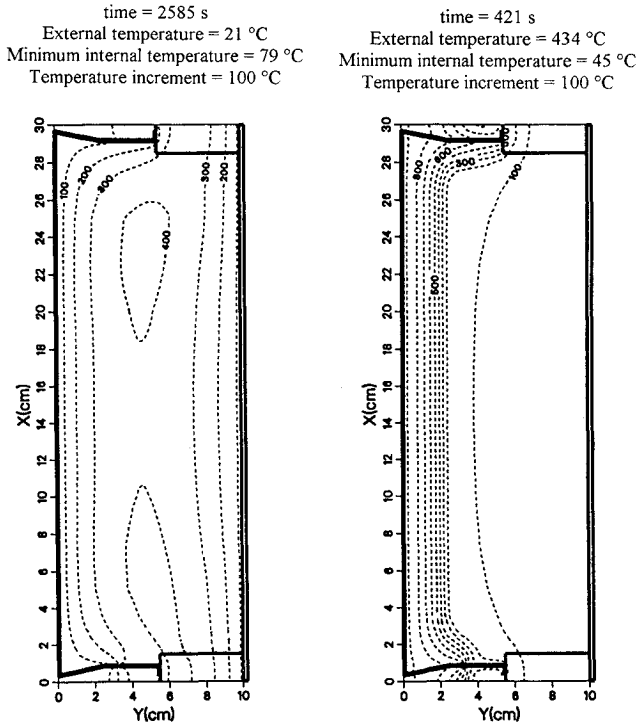 time = 2585 s
External temperature = 21 °C
Minimum internal temperature = 79 °C
Temperature increment = 100 °C
30
28
26
24
22
20
18
16
14
12
10
8
6
4
2
0
X(cm)
100
200
300
400
300
200
0 2 4 6 8 10
Y(cm)
time = 421 s
External temperature = 434 °C
Minimum internal temperature = 45 °C
Temperature increment = 100 °C
30
28
26
24
22
20
18
16
14
12
10
8
6
4
2
0
X(cm)
300
100
500
0 2 4 6 8 10
Y(cm)